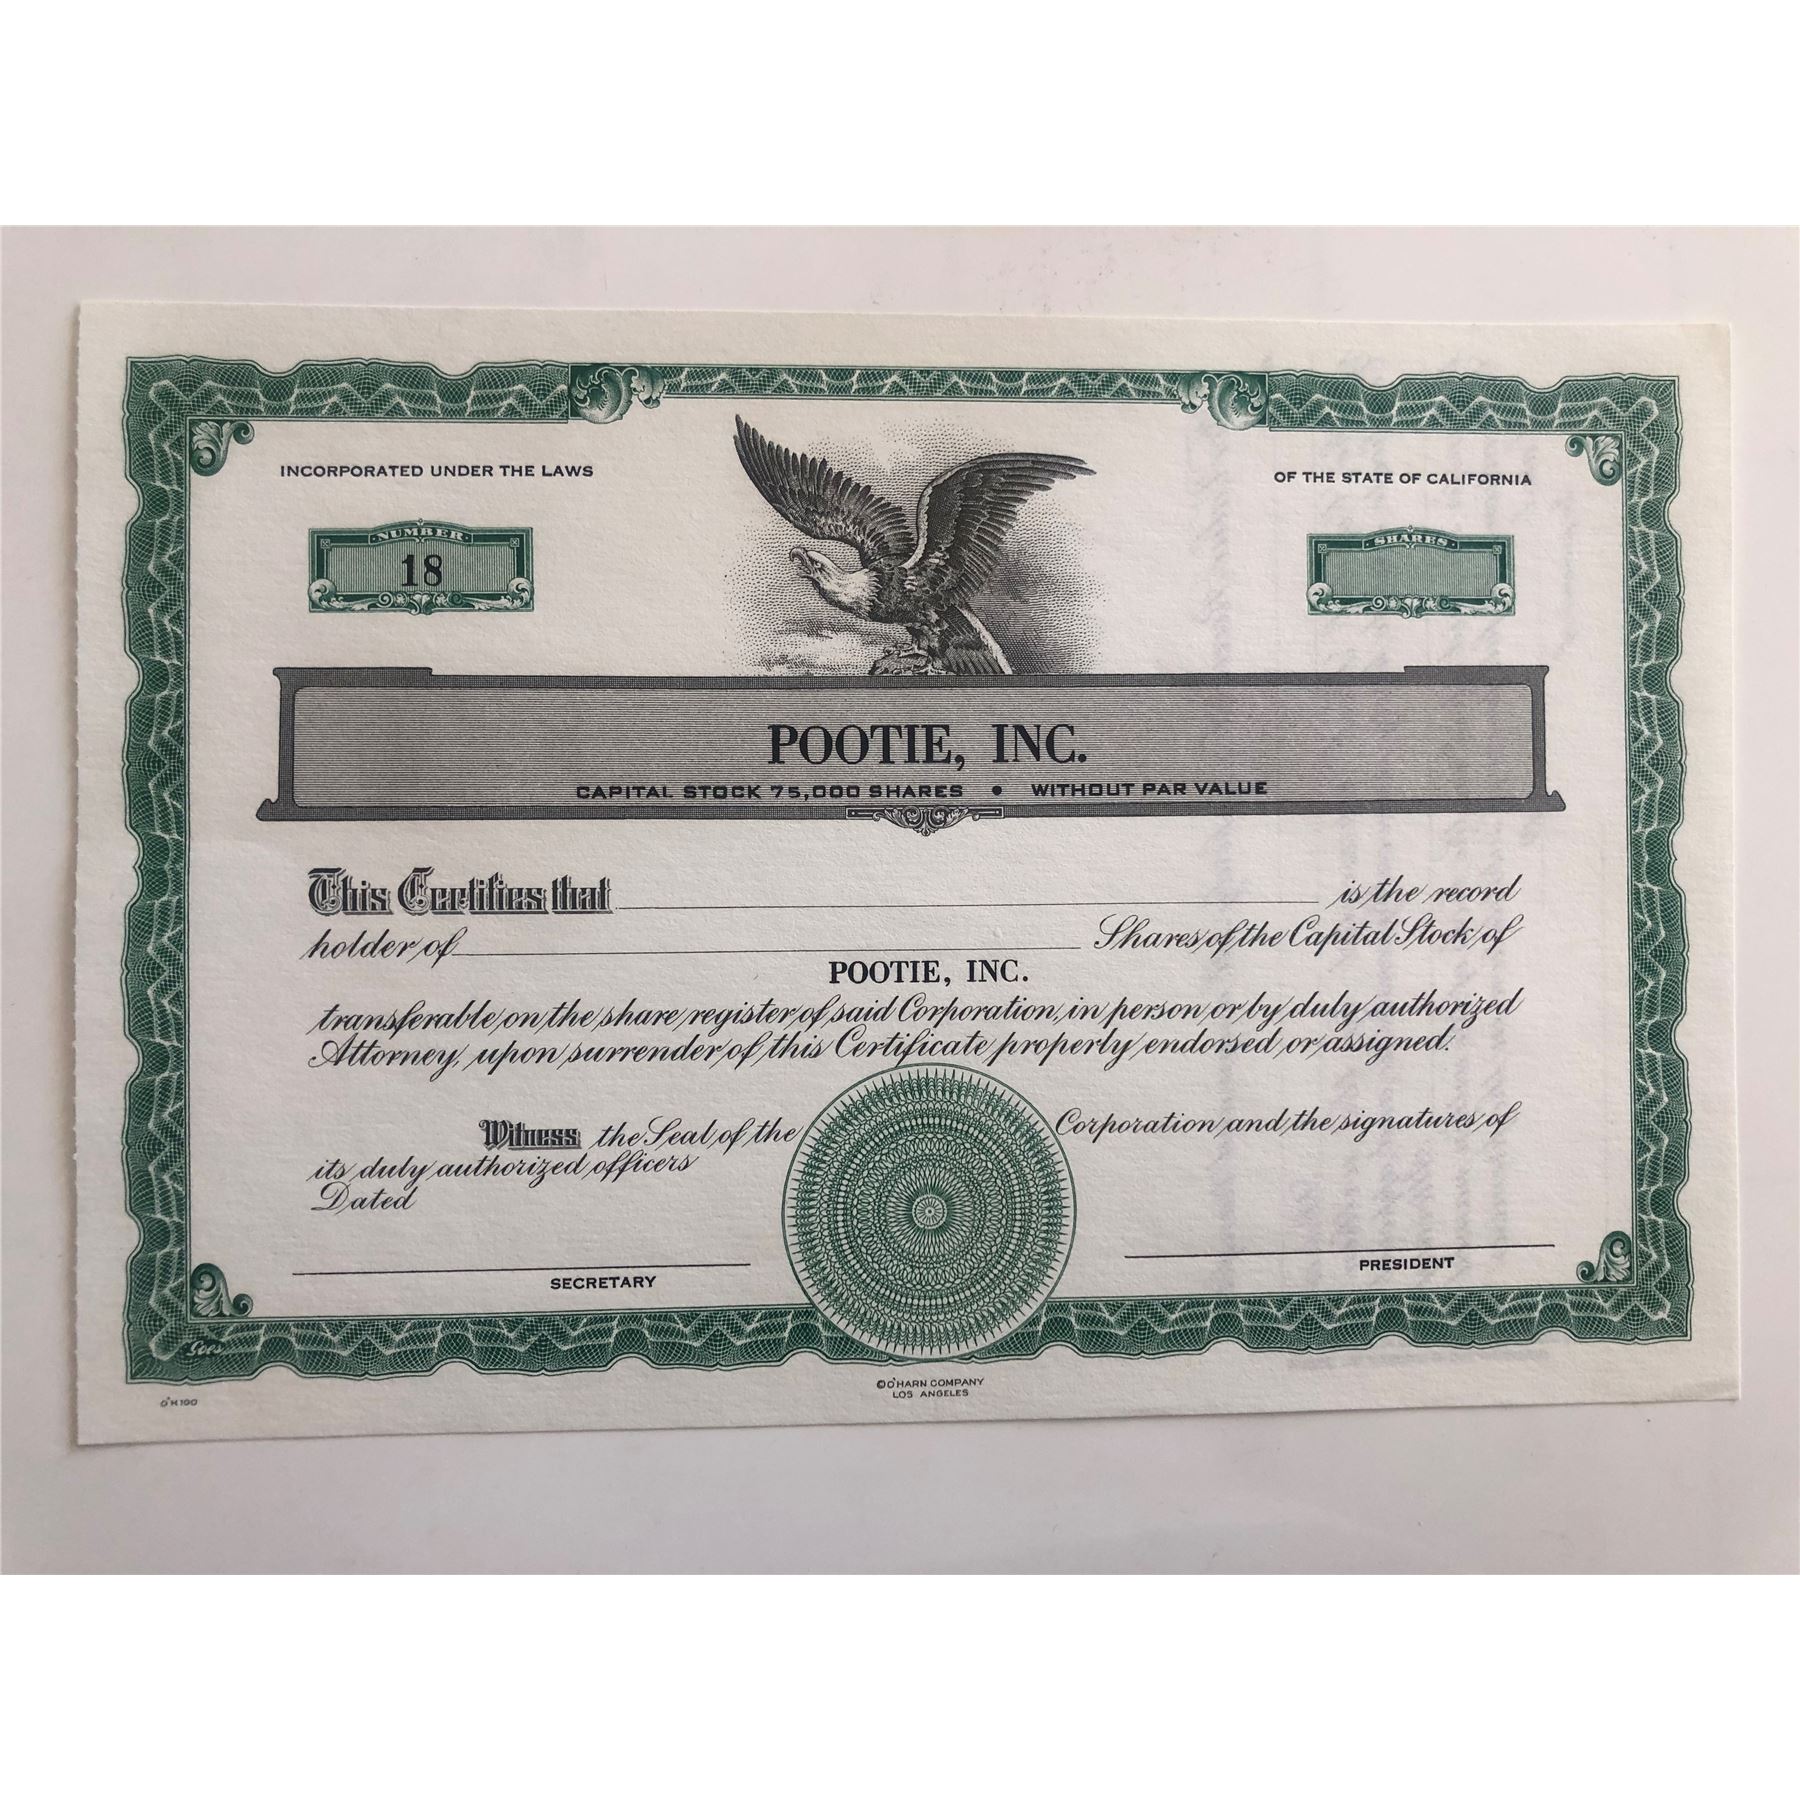 INCORPORATED UNDER THE LAWS
OF THE STATE OF CALIFORNIA
NUMBER
18
SHARES
POOTIE, INC.
CAPITAL STOCK 75,000 SHARES • WITHOUT PAR VALUE
This Certifies that is the record
holder of Shares of the Capital Stock of
POOTIE, INC.
transferable on the share register of said Corporation, in person or by duly authorized
Attorney, upon surrender of this Certificate properly endorsed or assigned.
Witness the Seal of the Corporation and the signatures of
its duly authorized officers
Dated
SECRETARY
PRESIDENT
Goes
O'H 100
©O'HARN COMPANY
LOS ANGELES